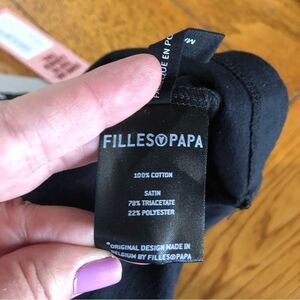 FILLES PAPA
100% COTTON
SATIN
78% TRIACETATE
22% POLYESTER
"ORIGINAL DESIGN MADE IN
BELGIUM BY FILLES PAPA